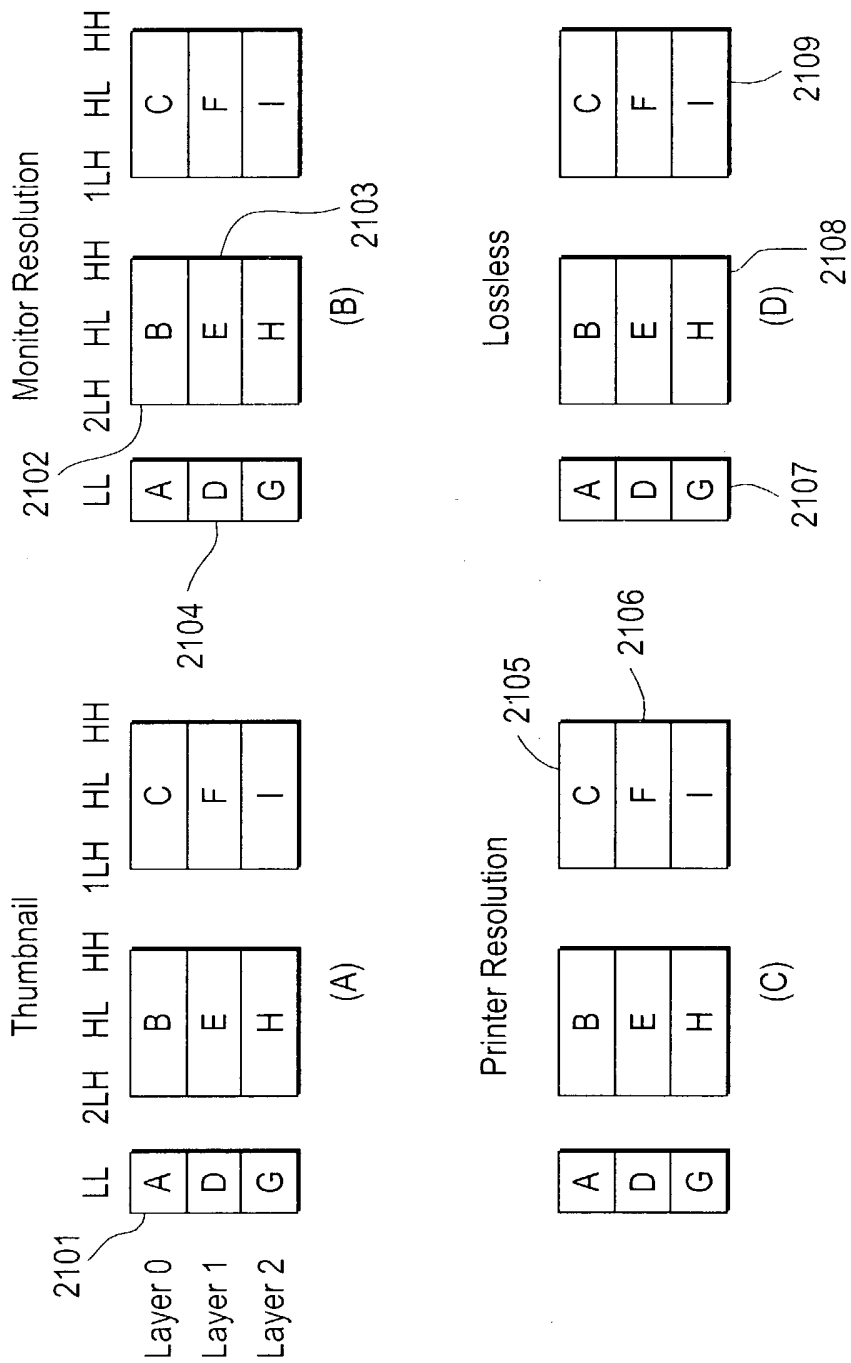 Thumbnail
LL 2LH HL HH 1LH HL HH
2101
Layer 0 A B C
Layer 1 D E F
Layer 2 G H I
(A)
Monitor Resolution
2102
LL 2LH HL HH 1LH HL HH
A B C
D E F
G H I
2104
2103
(B)
Printer Resolution
2105
A B C
D E F
G H I
2106
(C)
Lossless
A B C
D E F
G H I
2107
2108
2109
(D)